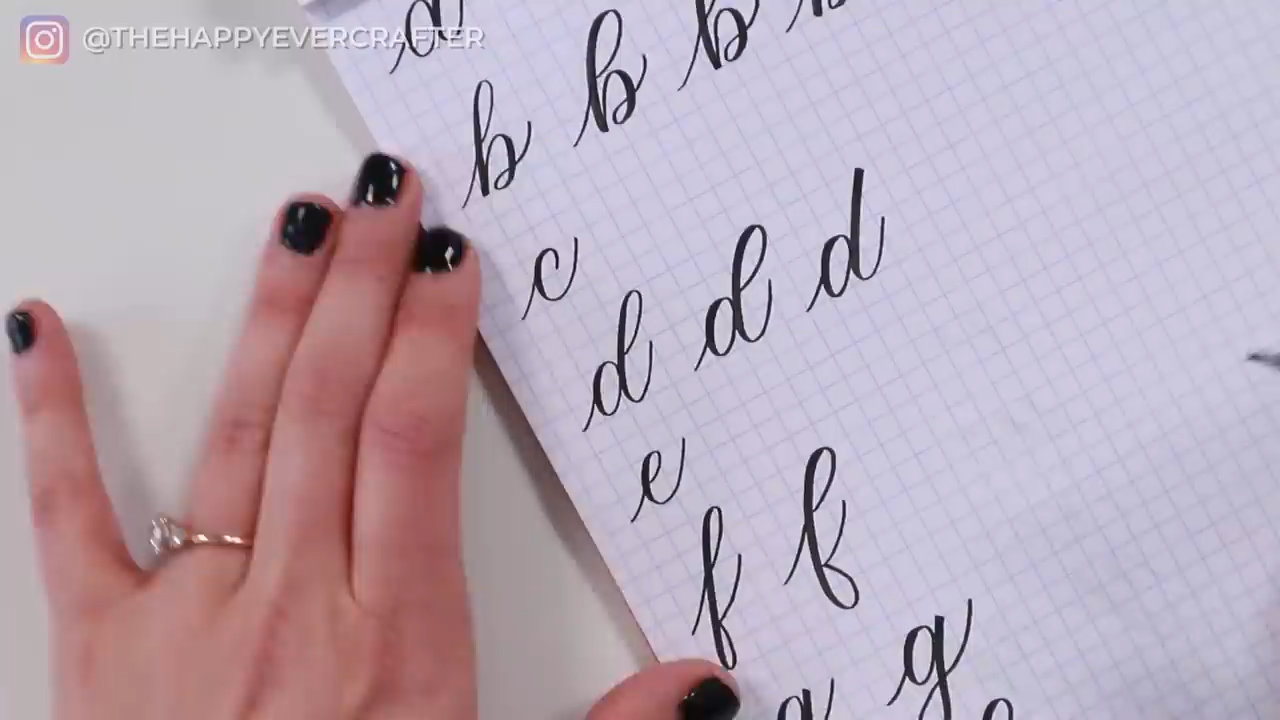 @THEHAPPYEVERCRAFTER
a
b b b b
c
d d d
e
f f
g g